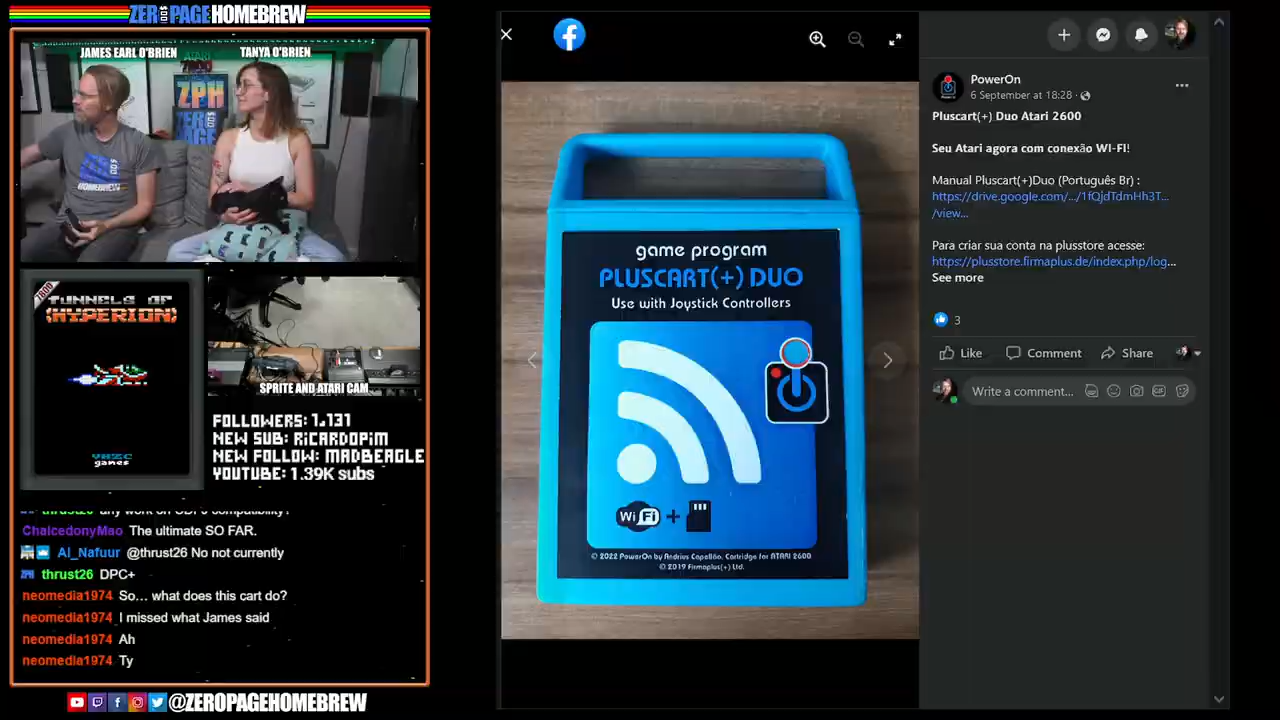 ZEROPAGEHOMEBREW
JAMES EARL O'BRIEN
TANYA O'BRIEN
ZPH
7800
TUNNELS OF
HYPERION
games
SPRITE AND ATARI CAM
FOLLOWERS: 1,131
NEW SUB: RICARDOPIM
NEW FOLLOW: MADBEAGLE
YOUTUBE: 1.39K subs
ChalcedonyMao The ultimate SO FAR.
Al_Nafuur @thrust26 No not currently
thrust26 DPC+
neomedia1974 So... what does this cart do?
neomedia1974 I missed what James said
neomedia1974 Ah
neomedia1974 Ty
@ZEROPAGEHOMEBREW
game program
PLUSCART(+) DUO
Use with Joystick Controllers
Wi Fi +
© 2022 PowerOn by Andrius Capellão. Cartridge for ATARI 2600
© 2019 Firmaplus(+) Ltd.
PowerOn
6 September at 18:28 ·
Pluscart(+) Duo Atari 2600
Seu Atari agora com conexão WI-FI!
Manual Pluscart(+)Duo (Português Br) :
https://drive.google.com/.../1fQjdTdmHh3T...
/view...
Para criar sua conta na plusstore acesse:
https://plusstore.firmaplus.de/index.php/log...
See more
3
Like Comment Share
Write a comment...